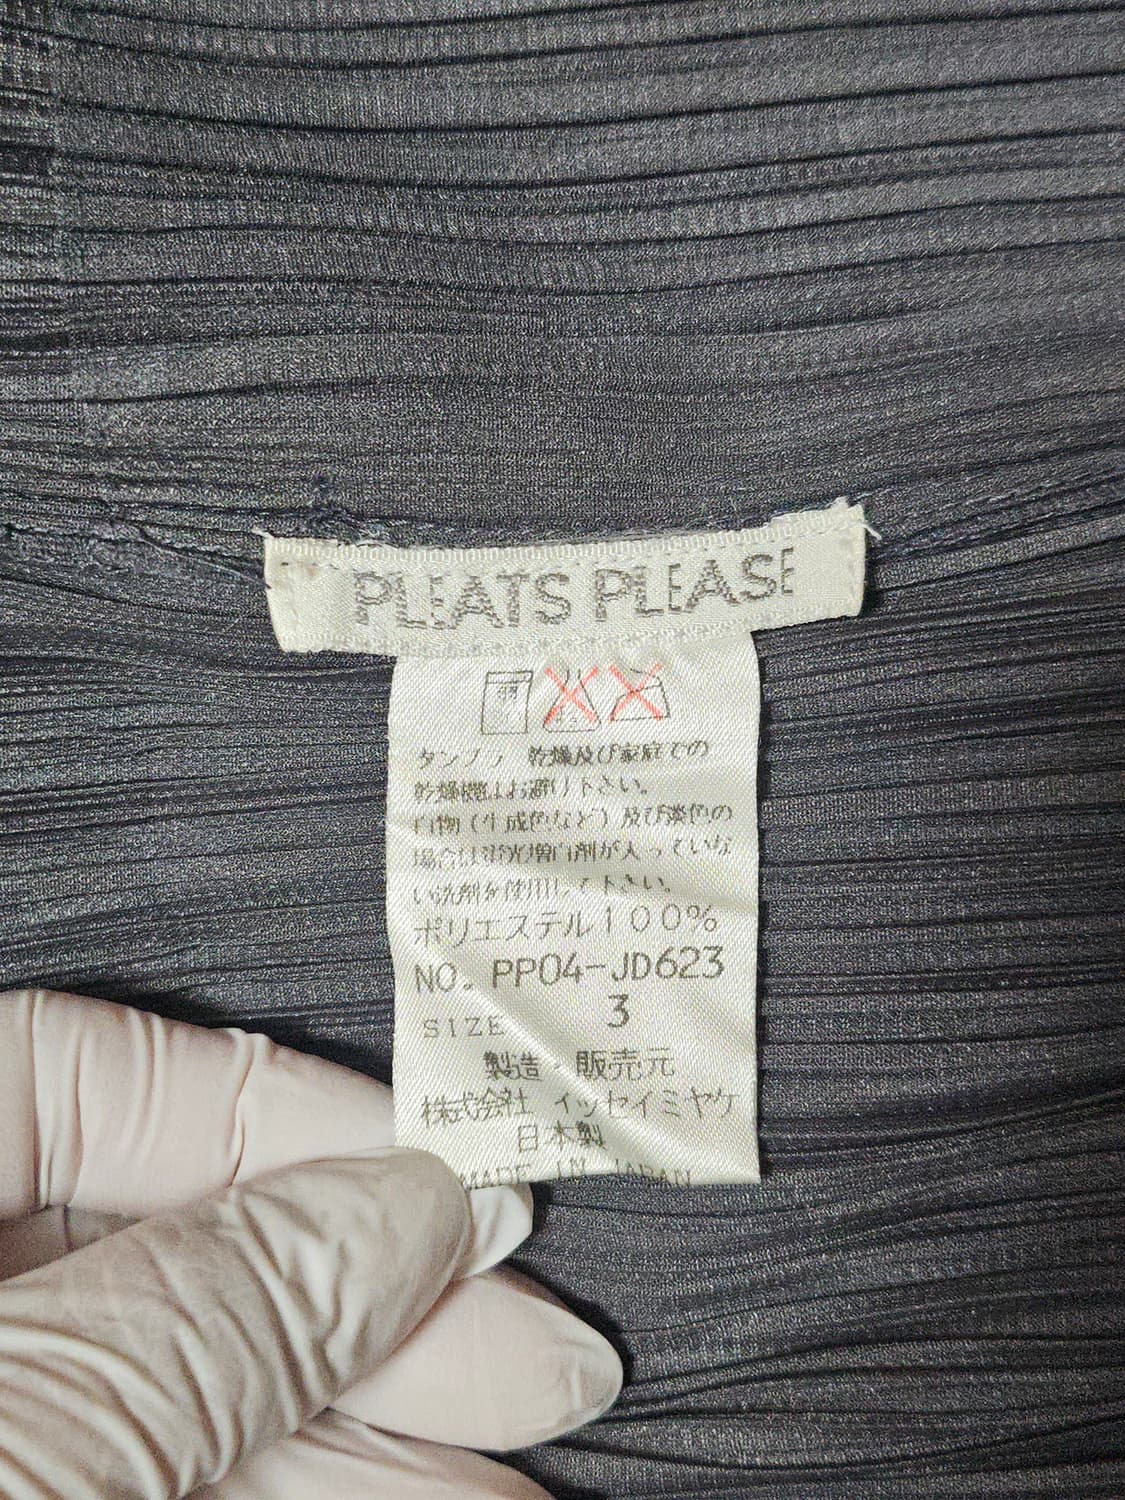 PLEATS PLEASE
タンブラ乾燥及び家庭での
乾燥機はお避け下さい。
白物(生成色など)及び淡色の
場合は蛍光増白剤が入っていな
い洗剤を使用して下さい。
ポリエステル100%
NO. PP04-JD623
SIZE 3
製造・販売元
株式会社 イッセイミヤケ
日本製
MADE IN JAPAN